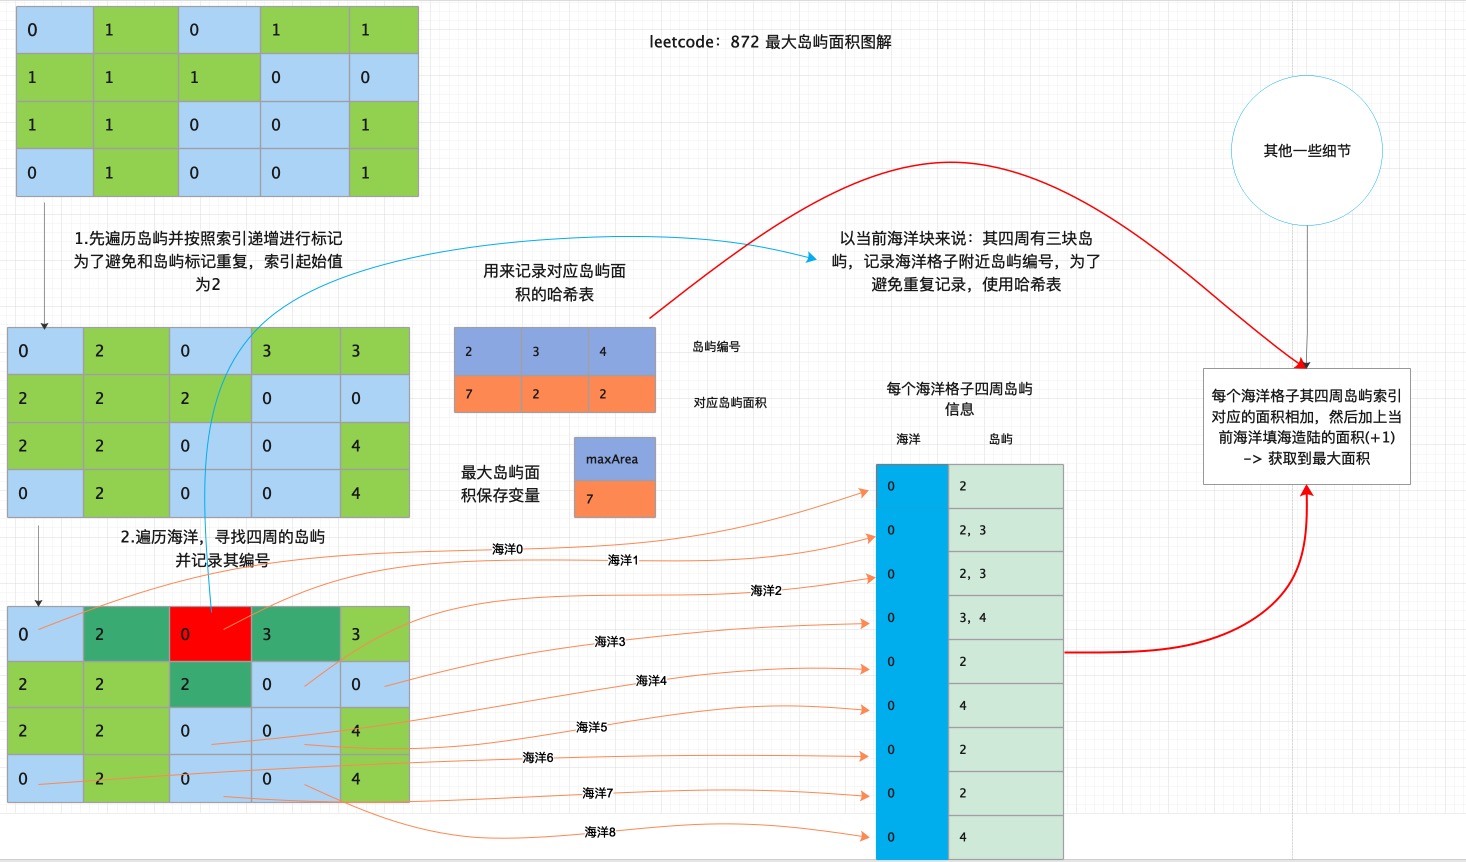 leetcode：872 最大岛屿面积图解
0 1 0 1 1
1 1 1 0 0
1 1 0 0 1
0 1 0 0 1
其他一些细节
1.先遍历岛屿并按照索引递增进行标记
为了避免和岛屿标记重复，索引起始值
为2
用来记录对应岛屿面
积的哈希表
以当前海洋块来说：其四周有三块岛
屿，记录海洋格子附近岛屿编号，为了
避免重复记录，使用哈希表
0 2 0 3 3
2 2 2 0 0
2 2 0 0 4
0 2 0 0 4
2 3 4
岛屿编号
7 2 2
对应岛屿面积
最大岛屿面
积保存变量
maxArea
7
每个海洋格子四周岛屿
信息
海洋 岛屿
0 2
0 2，3
0 2，3
0 3，4
0 2
0 4
0 2
0 2
0 4
每个海洋格子其四周岛屿索引
对应的面积相加，然后加上当
前海洋填海造陆的面积(+1)
-> 获取到最大面积
2.遍历海洋，寻找四周的岛屿
并记录其编号
0 2 0 3 3
2 2 2 0 0
2 2 0 0 4
0 2 0 0 4
海洋0
海洋1
海洋2
海洋3
海洋4
海洋5
海洋6
海洋7
海洋8